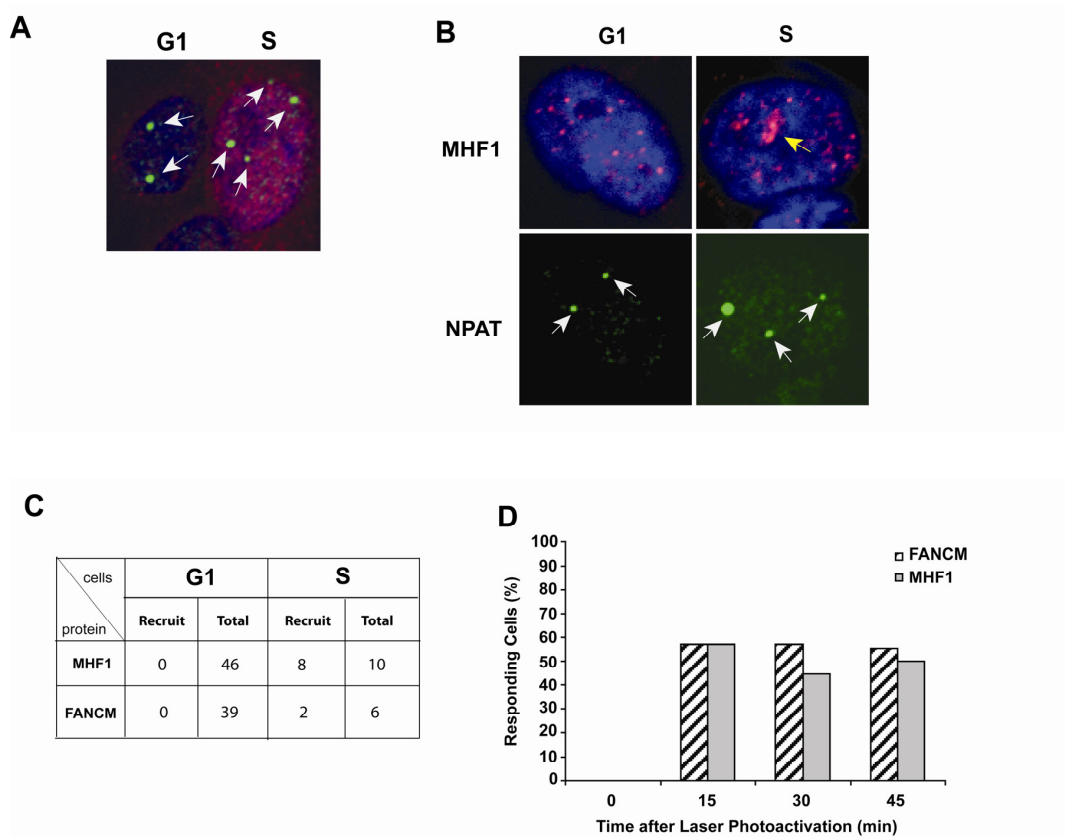 A
G1 S
B
G1 S
MHF1
NPAT
C
cells G1 S
protein Recruit Total Recruit Total
MHF1 0 46 8 10
FANCM 0 39 2 6
D
FANCM
MHF1
Responding Cells (%)
100
90
80
70
60
50
40
30
20
10
0
0 15 30 45
Time after Laser Photoactivation (min)